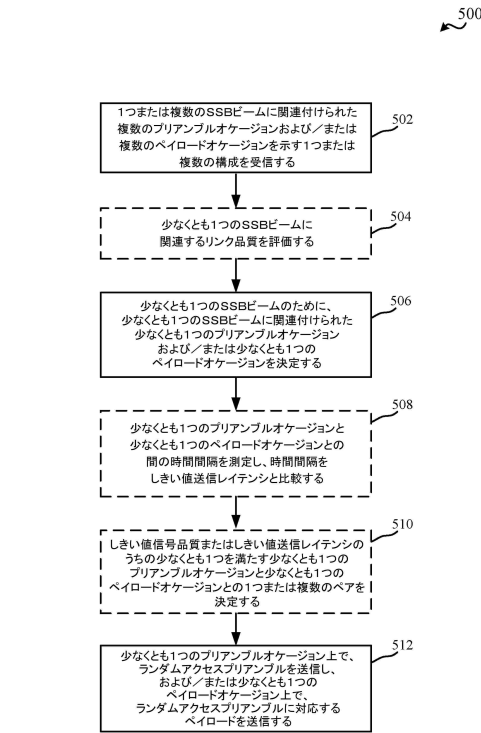 500
1つまたは複数のSSBビームに関連付けられた
複数のプリアンブルオケージョンおよび/または
複数のペイロードオケージョンを示す1つまたは
複数の構成を受信する
502
少なくとも1つのSSBビームに
関連するリンク品質を評価する
504
少なくとも1つのSSBビームのために、
少なくとも1つのSSBビームに関連付けられた
少なくとも1つのプリアンブルオケージョン
および/または少なくとも1つの
ペイロードオケージョンを決定する
506
少なくとも1つのプリアンブルオケージョンと
少なくとも1つのペイロードオケージョンとの
間の時間間隔を測定し、時間間隔を
しきい値送信レイテンシと比較する
508
しきい値信号品質またはしきい値送信レイテンシの
うちの少なくとも1つを満たす少なくとも1つの
プリアンブルオケージョンと少なくとも1つの
ペイロードオケージョンとの1つまたは複数のペアを
決定する
510
少なくとも1つのプリアンブルオケージョン上で、
ランダムアクセスプリアンブルを送信し、
および/または少なくとも1つの
ペイロードオケージョン上で、
ランダムアクセスプリアンブルに対応する
ペイロードを送信する
512